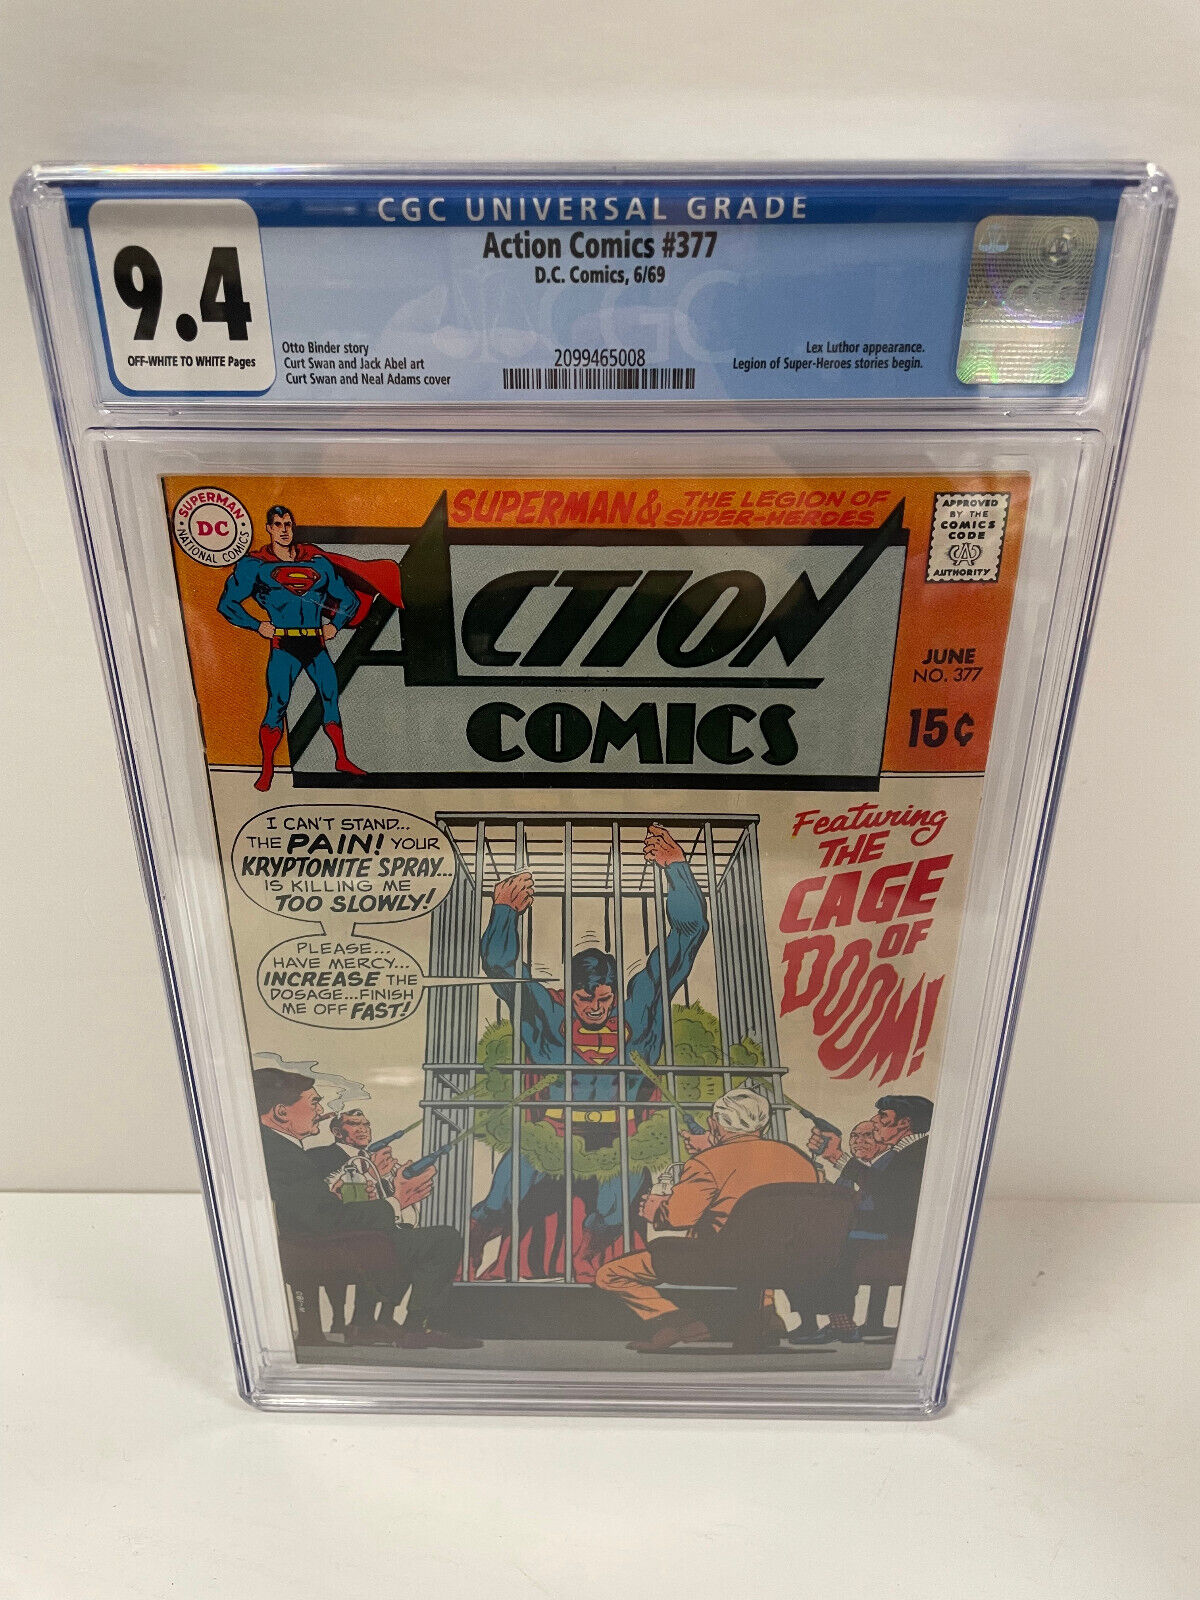 CGC UNIVERSAL GRADE
9.4
OFF-WHITE TO WHITE Pages
Action Comics #377
D.C. Comics, 6/69
Otto Binder story
Curt Swan and Jack Abel art
Curt Swan and Neal Adams cover
2099465008
Lex Luthor appearance.
Legion of Super-Heroes stories begin.
CGC
SUPERMAN
DC
NATIONAL COMICS
SUPERMAN & THE LEGION OF
SUPER-HEROES
APPROVED
BY THE
COMICS
CODE
CA
AUTHORITY
ACTION
COMICS
JUNE
NO. 377
15¢
I CAN'T STAND...
THE PAIN! YOUR
KRYPTONITE SPRAY...
IS KILLING ME
TOO SLOWLY!
PLEASE...
HAVE MERCY...
INCREASE THE
DOSAGE...FINISH
ME OFF FAST!
Featuring
THE
CAGE
OF
DOOM!